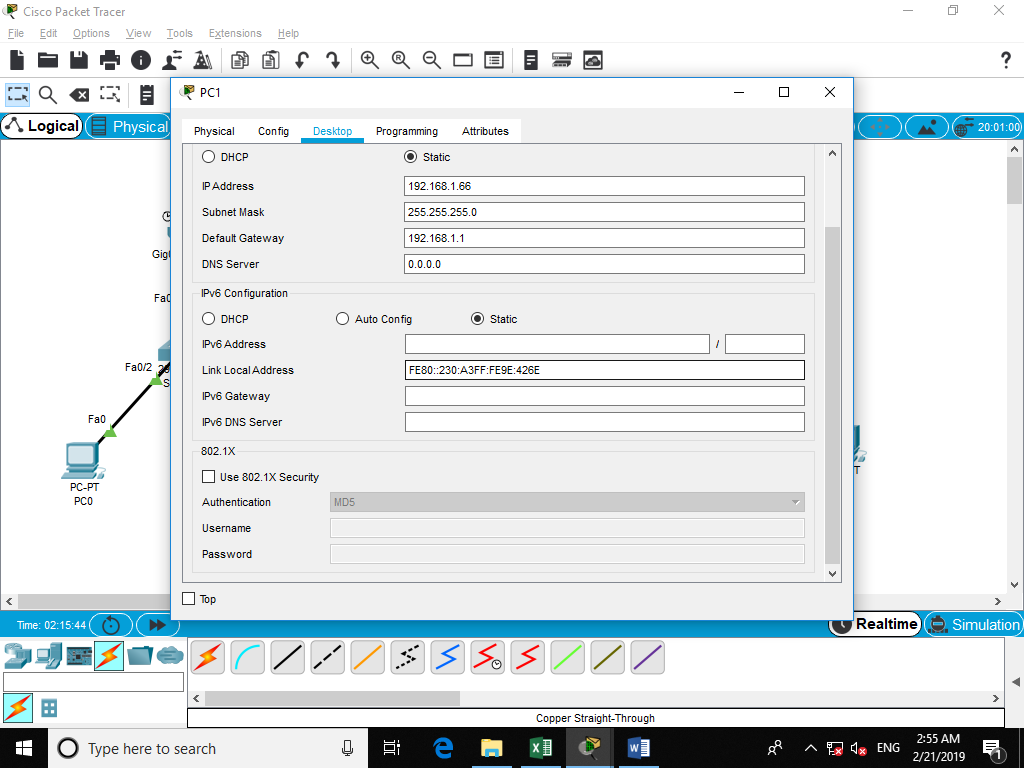 Cisco Packet Tracer
File Edit Options View Tools Extensions Help
PC1
Logical
Physical
20:01:00
Physical Config Desktop Programming Attributes
DHCP Static
IP Address 192.168.1.66
Subnet Mask 255.255.255.0
Default Gateway 192.168.1.1
DNS Server 0.0.0.0
IPv6 Configuration
DHCP Auto Config Static
IPv6 Address /
Link Local Address FE80::230:A3FF:FE9E:426E
IPv6 Gateway
IPv6 DNS Server
802.1X
Use 802.1X Security
Authentication MD5
Username
Password
Top
Fa0/2
Fa0
PC-PT
PC0
Time: 02:15:44
Realtime
Simulation
Copper Straight-Through
Type here to search
ENG
2:55 AM
2/21/2019
1